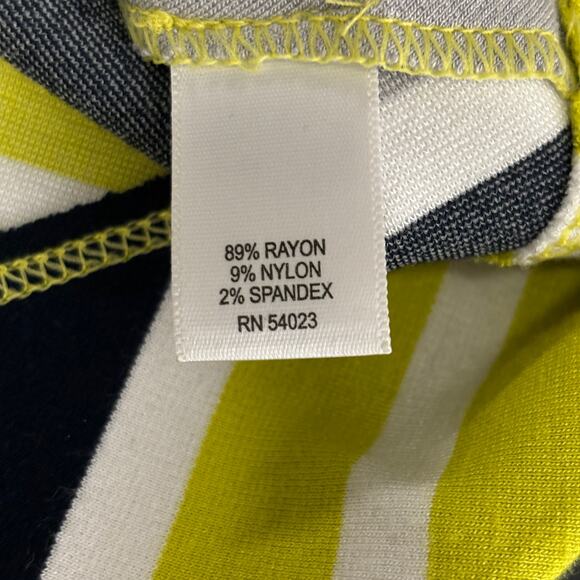 89% RAYON
9% NYLON
2% SPANDEX
RN 54023